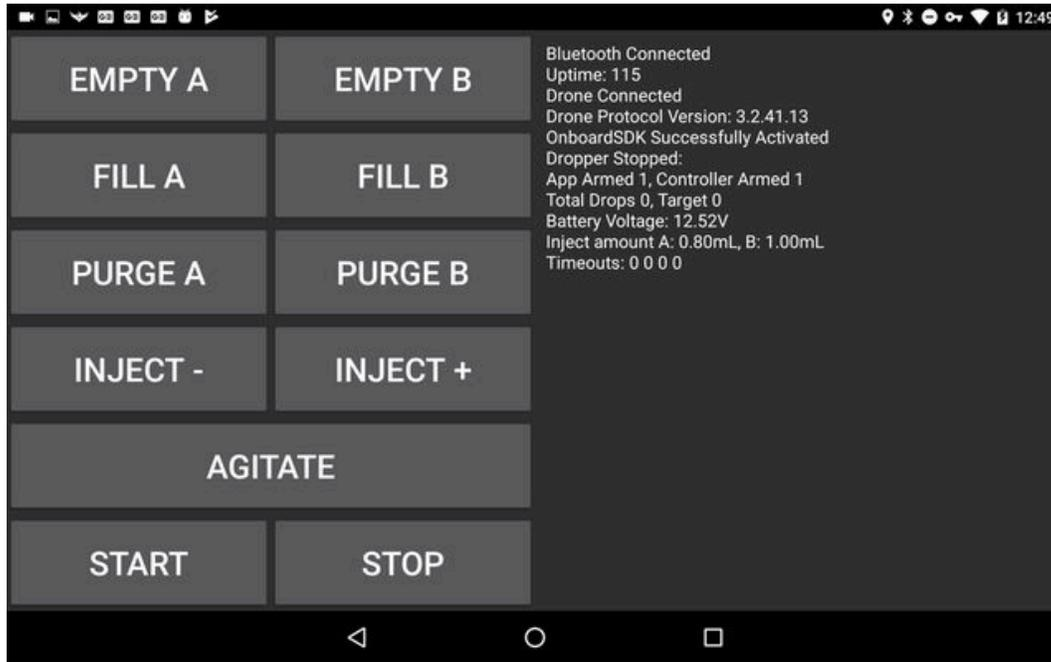 12:49
EMPTY A
EMPTY B
FILL A
FILL B
PURGE A
PURGE B
INJECT -
INJECT +
AGITATE
START
STOP
Bluetooth Connected
Uptime: 115
Drone Connected
Drone Protocol Version: 3.2.41.13
OnboardSDK Successfully Activated
Dropper Stopped:
App Armed 1, Controller Armed 1
Total Drops 0, Target 0
Battery Voltage: 12.52V
Inject amount A: 0.80mL, B: 1.00mL
Timeouts: 0 0 0 0